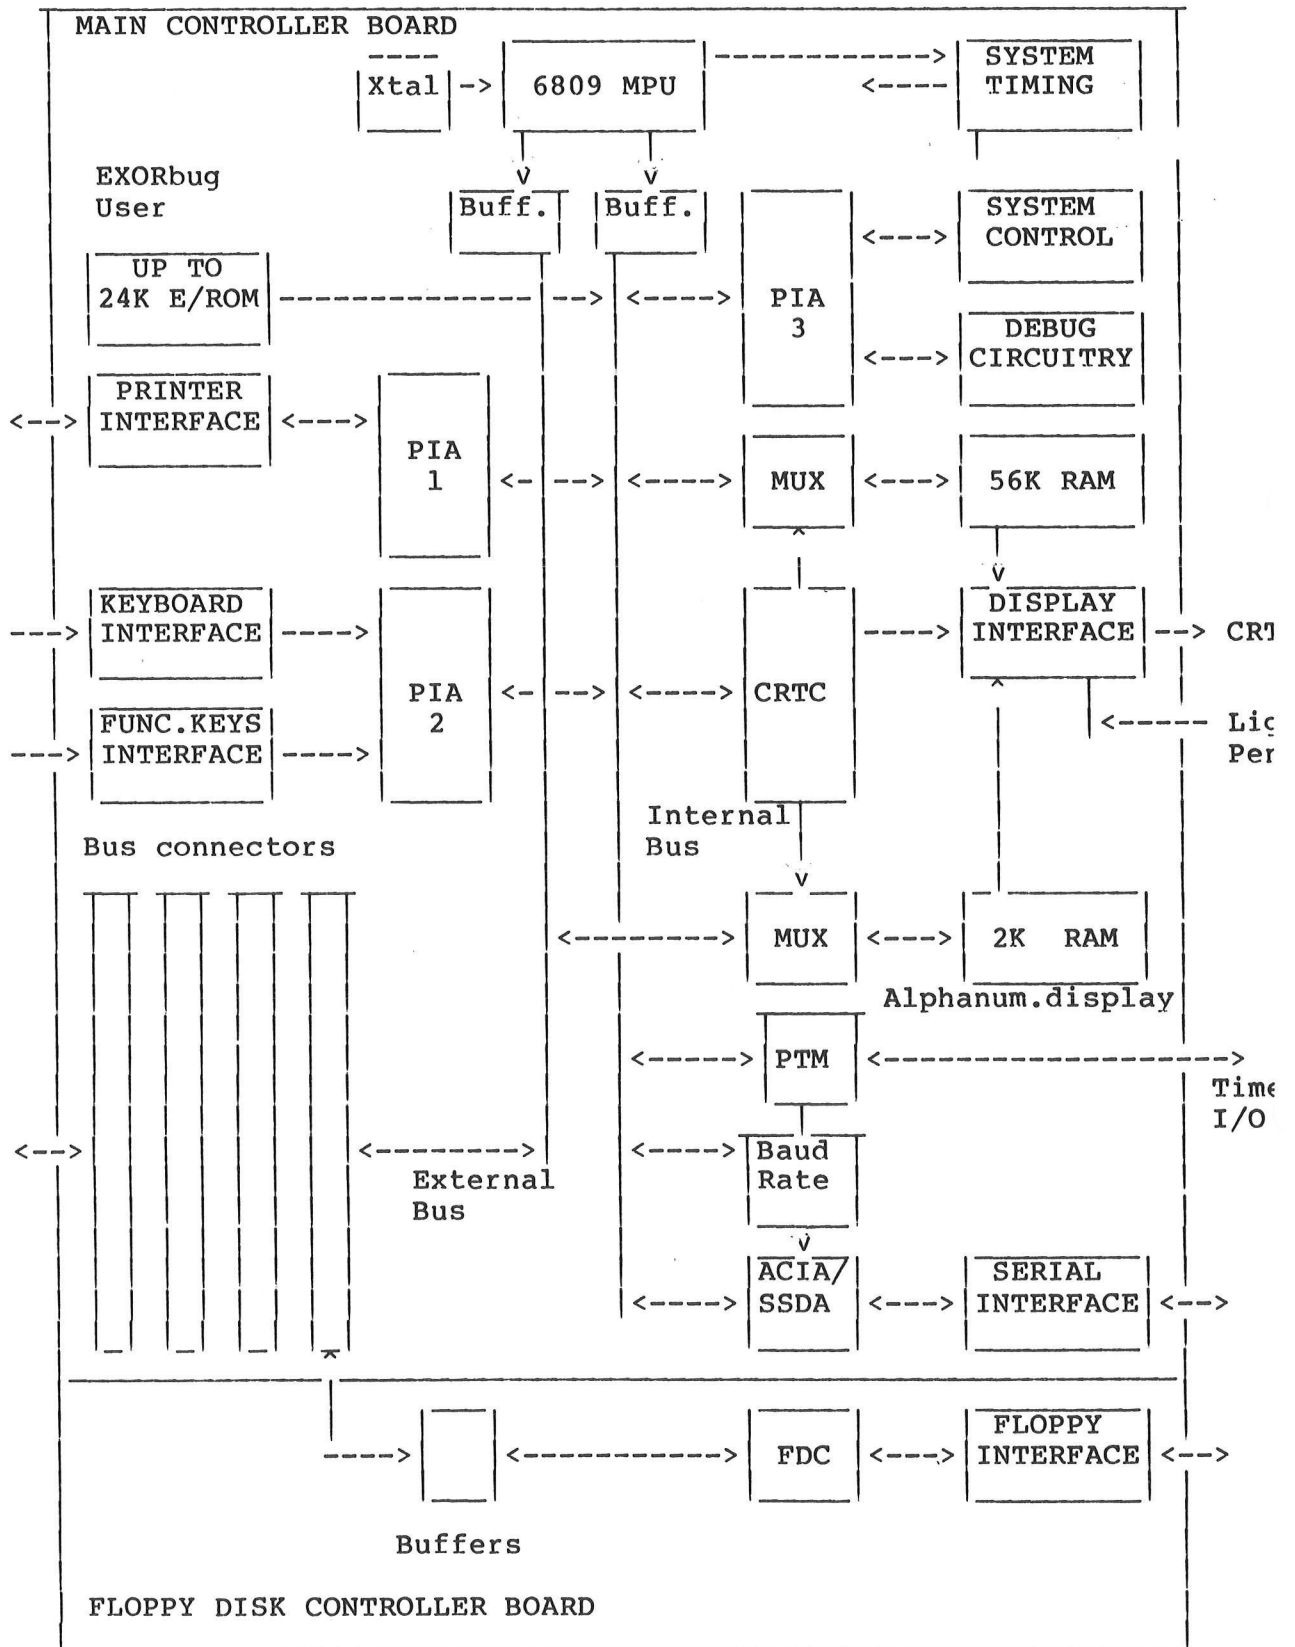 MAIN CONTROLLER BOARD
Xtal
6809 MPU
SYSTEM
TIMING
EXORbug
User
Buff.
Buff.
SYSTEM
CONTROL
UP TO
24K E/ROM
PIA
3
DEBUG
CIRCUITRY
PRINTER
INTERFACE
PIA
1
MUX
56K RAM
KEYBOARD
INTERFACE
DISPLAY
INTERFACE
CRT
PIA
2
CRTC
FUNC.KEYS
INTERFACE
Internal
Bus
Bus connectors
MUX
2K RAM
Alphanum.display
PTM
I/O
Baud
Rate
External
Bus
ACIA/
SSDA
SERIAL
INTERFACE
FDC
FLOPPY
INTERFACE
Buffers
FLOPPY DISK CONTROLLER BOARD